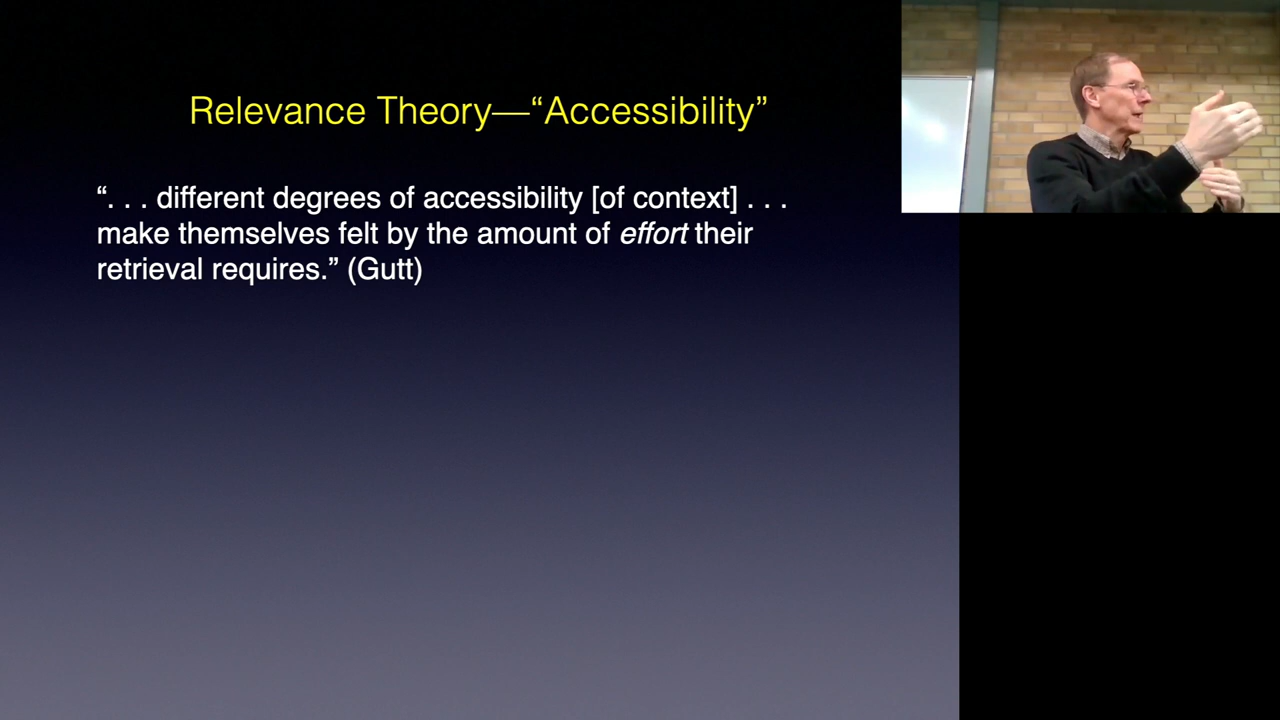 Relevance Theory—“Accessibility”
“. . . different degrees of accessibility [of context] . . .
make themselves felt by the amount of effort their
retrieval requires.” (Gutt)